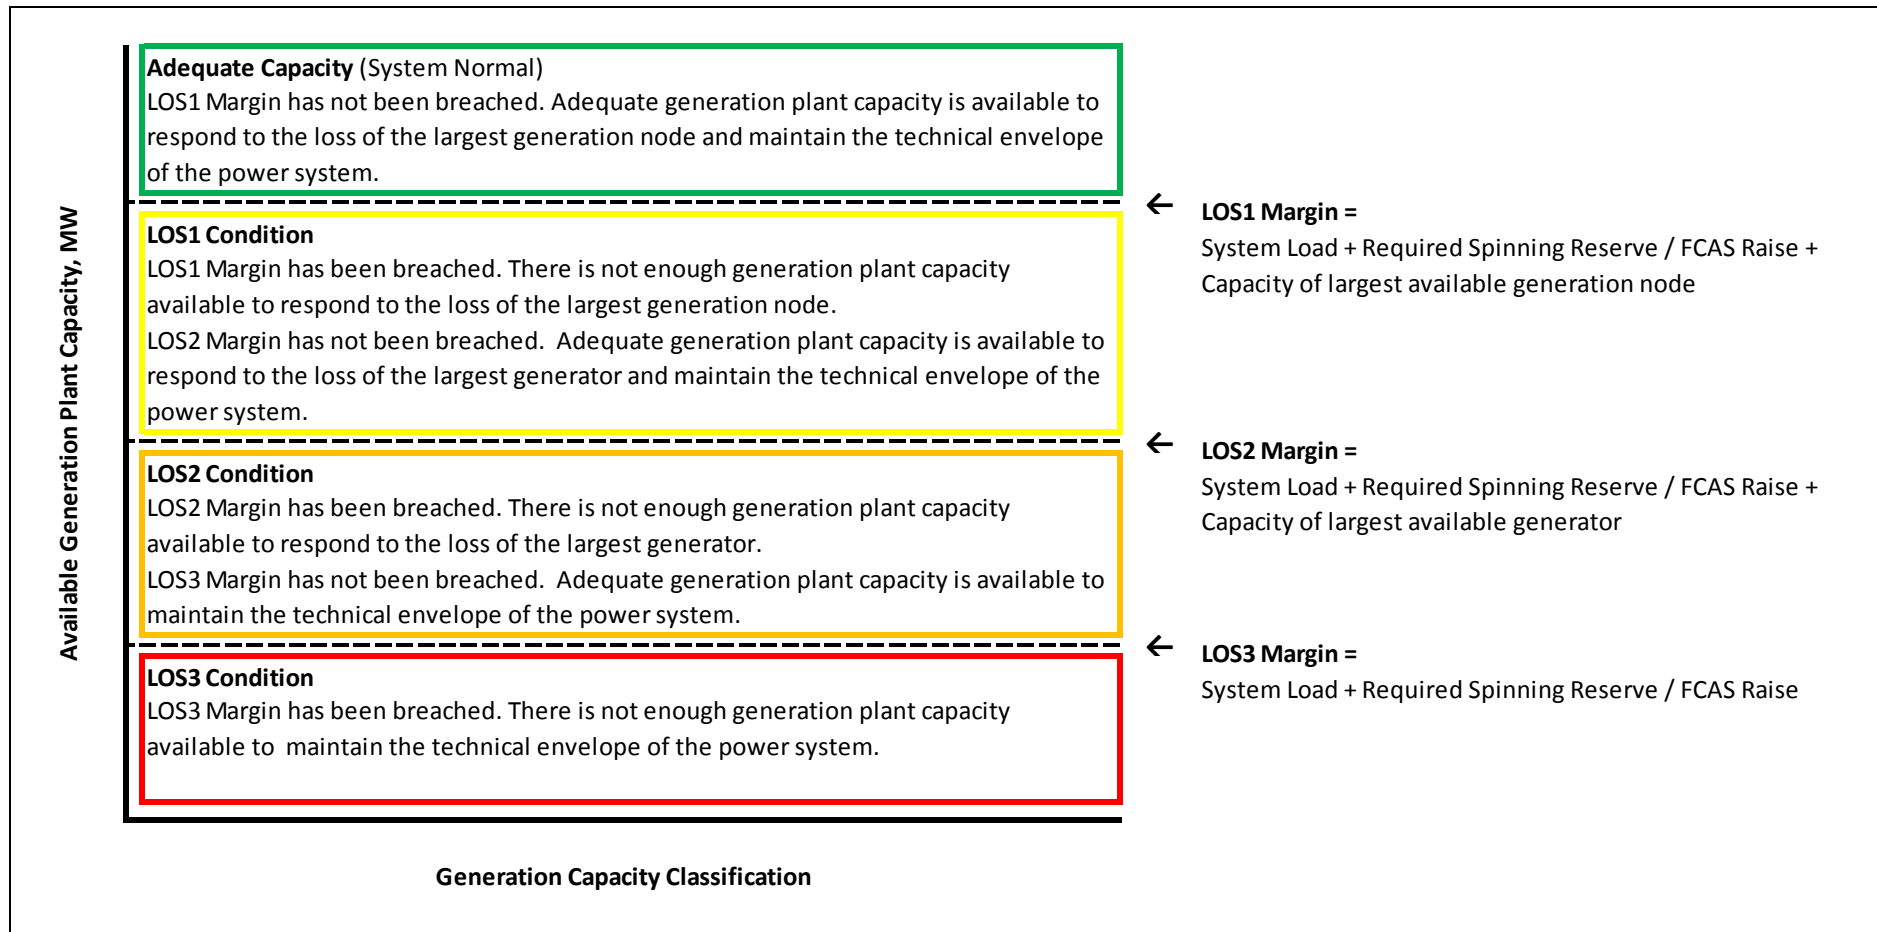 Adequate Capacity (System Normal)
LOS1 Margin has not been breached. Adequate generation plant capacity is available to
respond to the loss of the largest generation node and maintain the technical envelope
of the power system.
← LOS1 Margin =
System Load + Required Spinning Reserve / FCAS Raise +
Capacity of largest available generation node
LOS1 Condition
LOS1 Margin has been breached. There is not enough generation plant capacity
available to respond to the loss of the largest generation node.
LOS2 Margin has not been breached.  Adequate generation plant capacity is available to
respond to the loss of the largest generator and maintain the technical envelope of the
power system.
← LOS2 Margin =
System Load + Required Spinning Reserve / FCAS Raise +
Capacity of largest available generator
LOS2 Condition
LOS2 Margin has been breached. There is not enough generation plant capacity
available to respond to the loss of the largest generator.
LOS3 Margin has not been breached.  Adequate generation plant capacity is available to
maintain the technical envelope of the power system.
← LOS3 Margin =
System Load + Required Spinning Reserve / FCAS Raise
LOS3 Condition
LOS3 Margin has been breached. There is not enough generation plant capacity
available to  maintain the technical envelope of the power system.
Available Generation Plant Capacity, MW
Generation Capacity Classification